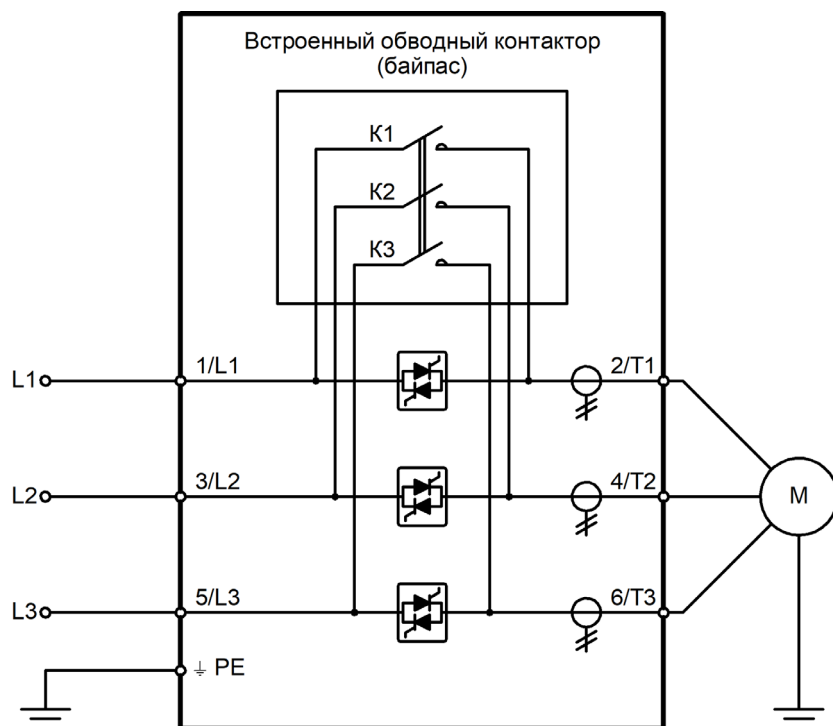 Встроенный обводный контактор
(байпас)
К1
К2
К3
L1
1/L1
2/T1
L2
3/L2
4/T2
M
L3
5/L3
6/T3
PE